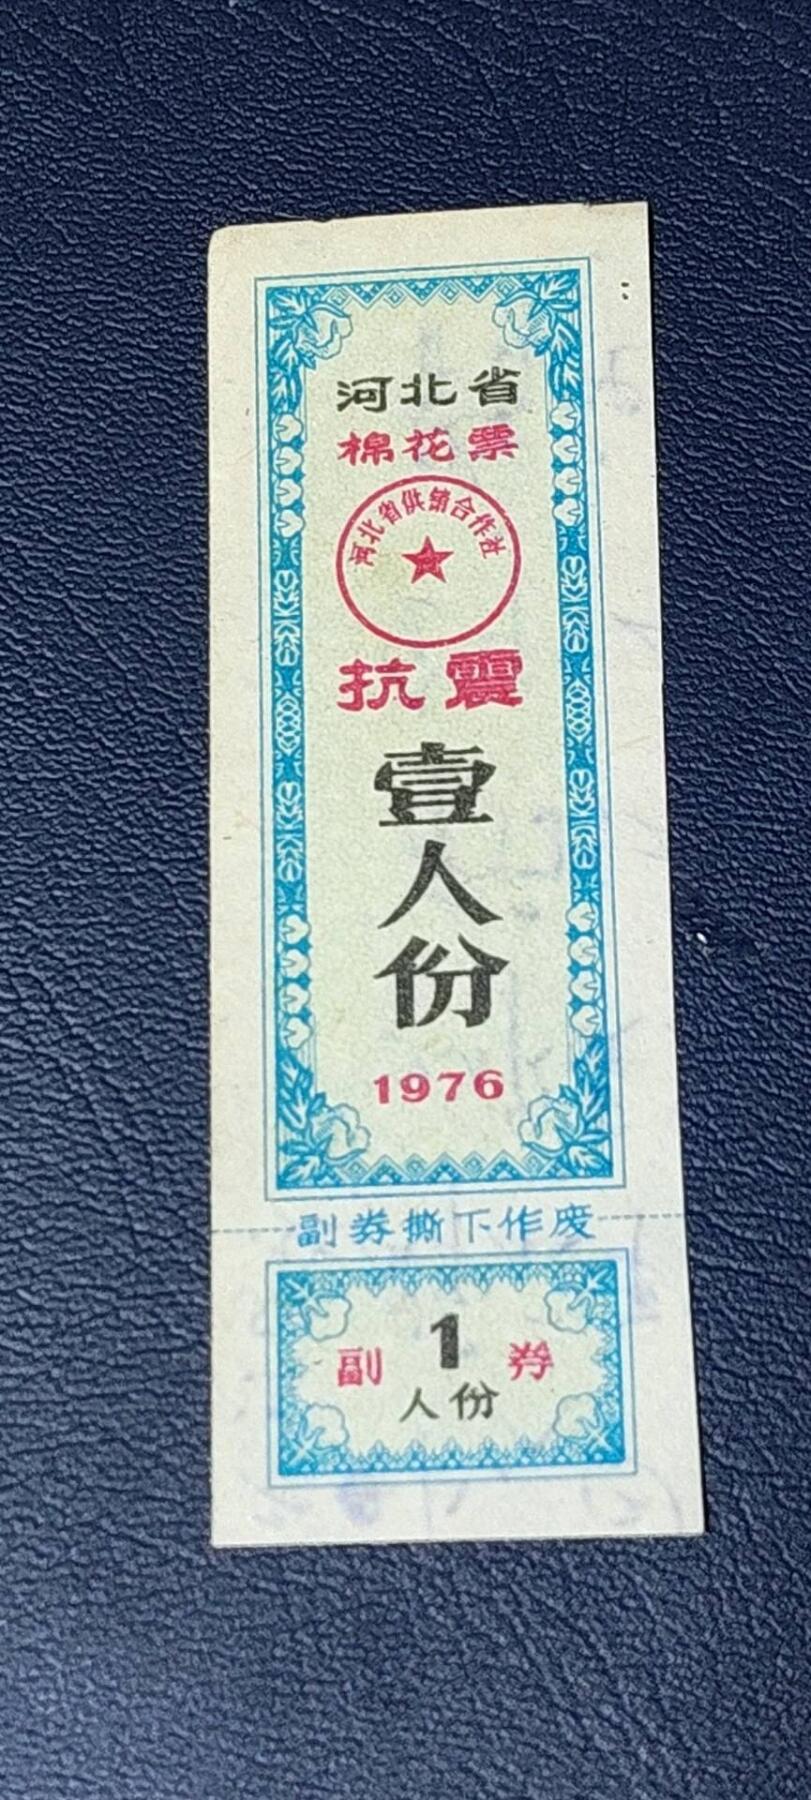 河北省
棉花票
河北省供销合作社
抗震
壹人份
1976
副券撕下作废
副 1 券
人份